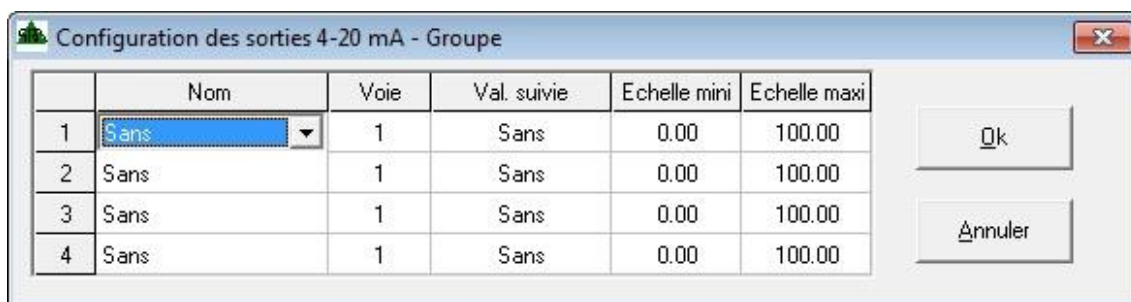 Configuration des sorties 4-20 mA - Groupe
Nom Voie Val. suivie Echelle mini Echelle maxi
1 Sans 1 Sans 0.00 100.00
Ok
2 Sans 1 Sans 0.00 100.00
3 Sans 1 Sans 0.00 100.00
Annuler
4 Sans 1 Sans 0.00 100.00